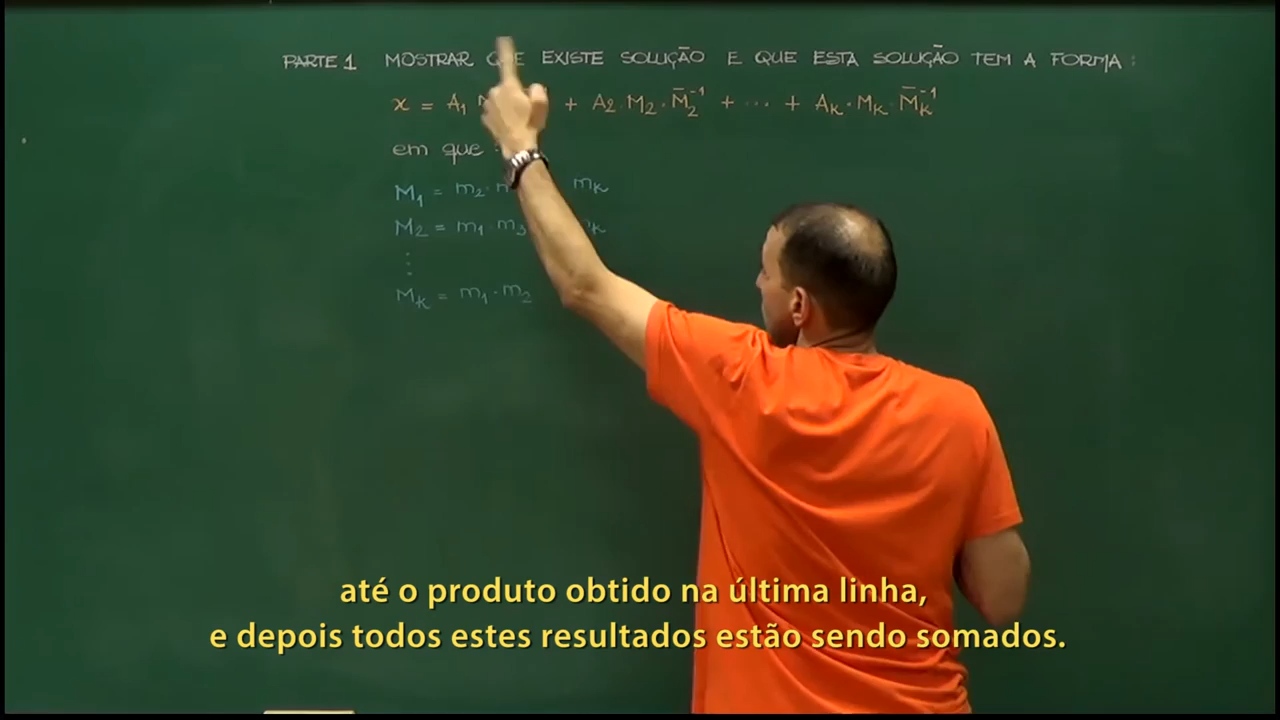 PARTE 1 MOSTRAR QUE EXISTE SOLUÇÃO E QUE ESTA SOLUÇÃO TEM A FORMA:
x = A₁ M + A₂·M₂·M̄₂⁻¹ + ··· + Aₖ·Mₖ·M̄ₖ⁻¹
em que :
M₁ = m₂· mₖ
M₂ = m₁·m₃
⋮
Mₖ = m₁·m₂
até o produto obtido na última linha,
e depois todos estes resultados estão sendo somados.